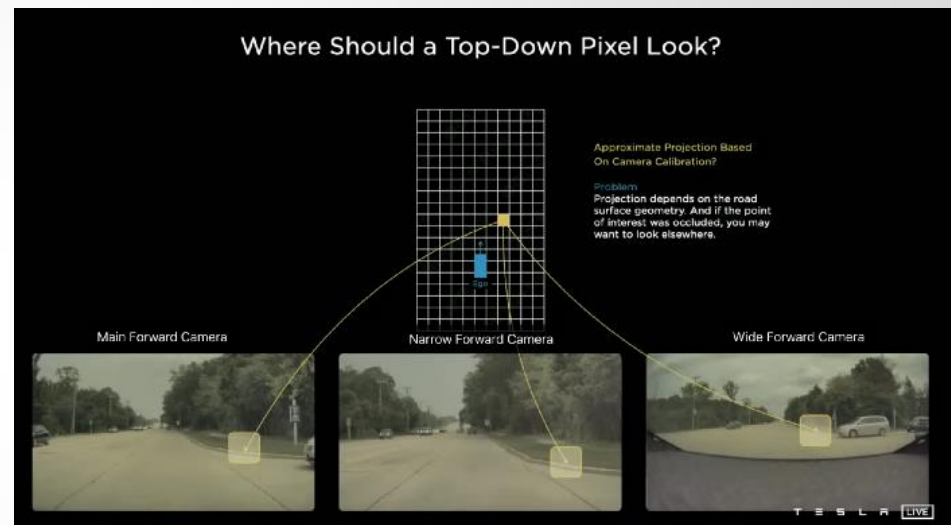 Where Should a Top-Down Pixel Look?
Approximate Projection Based
On Camera Calibration?
Problem
Projection depends on the road
surface geometry. And if the point
of interest was occluded, you may
want to look elsewhere.
Ego
Main Forward Camera
Narrow Forward Camera
Wide Forward Camera
TESLA LIVE